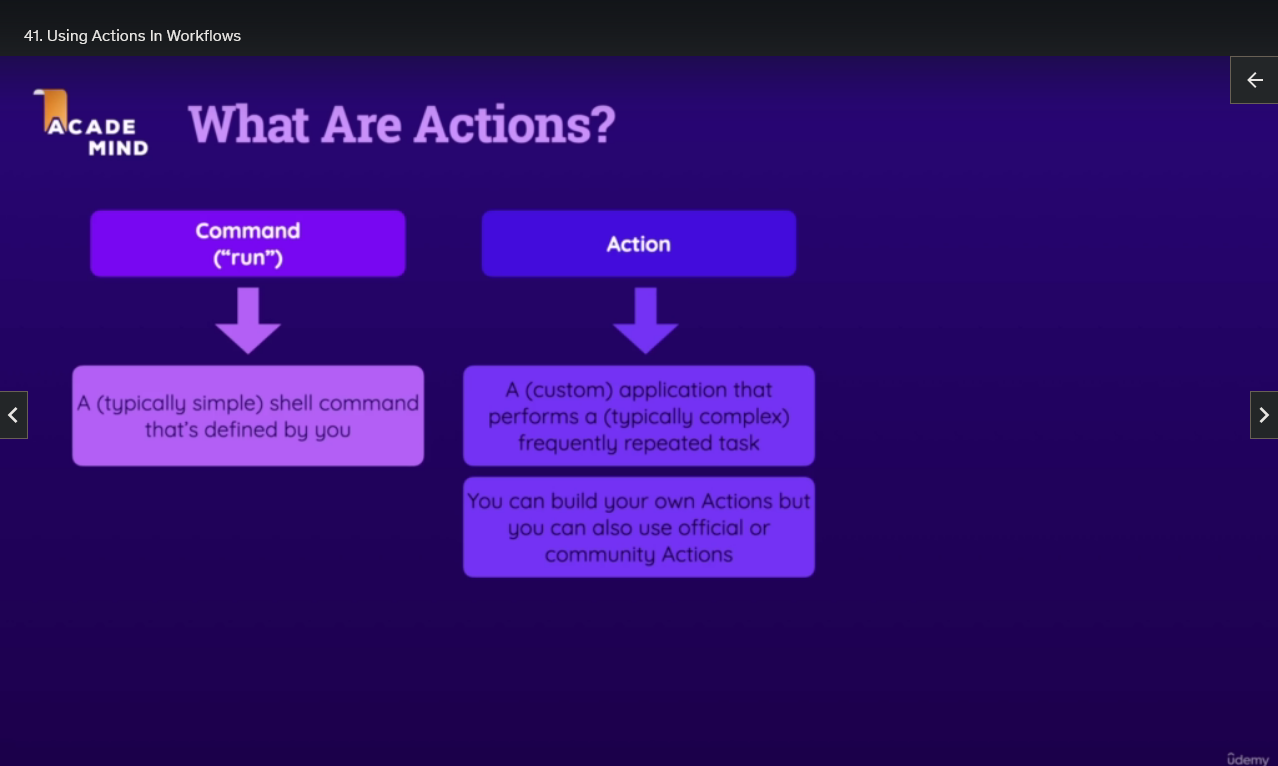 41. Using Actions In Workflows
ACADE
MIND
What Are Actions?
Command
(“run”)
Action
A (typically simple) shell command
that’s defined by you
A (custom) application that
performs a (typically complex)
frequently repeated task
You can build your own Actions but
you can also use official or
community Actions
ûdemy